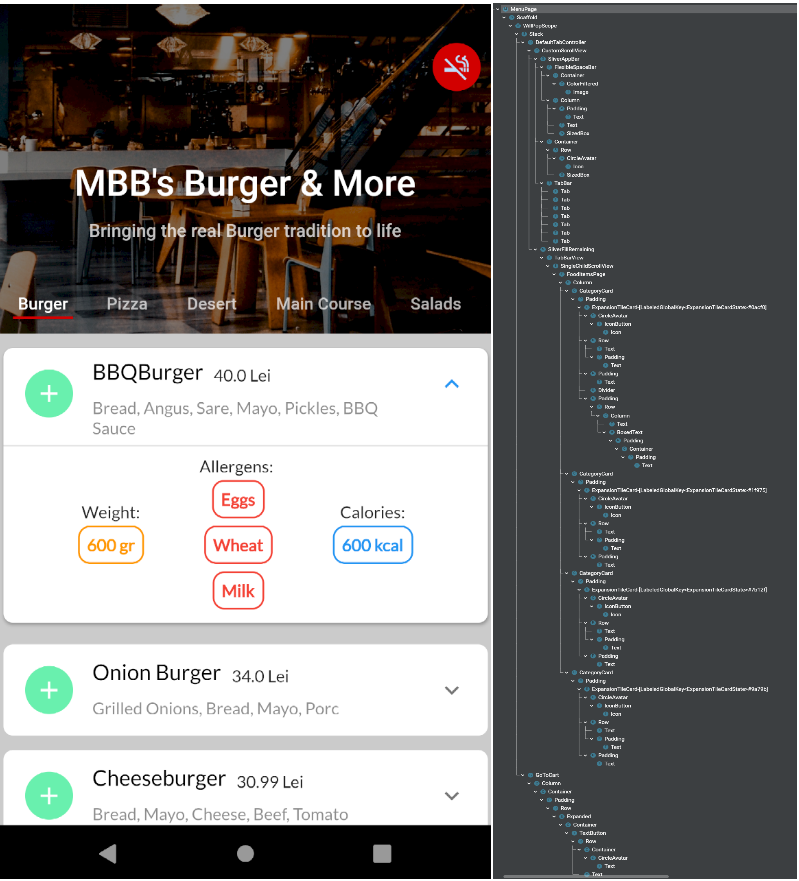 MBB's Burger & More
Bringing the real Burger tradition to life
Burger Pizza Desert Main Course Salads
BBQBurger 40.0 Lei
Bread, Angus, Sare, Mayo, Pickles, BBQ
Sauce
Allergens:
Eggs
Weight:
Calories:
600 gr
Wheat
600 kcal
Milk
Onion Burger 34.0 Lei
Grilled Onions, Bread, Mayo, Porc
Cheeseburger 30.99 Lei
Bread, Mayo, Cheese, Beef, Tomato
MenuPage
Scaffold
WillPopScope
Stack
DefaultTabController
CustomScrollView
SliverAppBar
FlexibleSpaceBar
Container
ColorFiltered
Image
Column
Padding
Text
Text
SizedBox
Container
Row
CircleAvatar
Icon
SizedBox
TabBar
Tab
Tab
Tab
Tab
Tab
Tab
Tab
SliverFillRemaining
TabBarView
SingleChildScrollView
FoodItemsPage
Column
CategoryCard
Padding
ExpansionTileCard-[LabeledGlobalKey<ExpansionTileCardState>#0acf0]
CircleAvatar
IconButton
Icon
Row
Text
Padding
Text
Padding
Text
Divider
Padding
Row
Column
Text
BoxedText
Padding
Container
Padding
Text
CategoryCard
Padding
ExpansionTileCard-[LabeledGlobalKey<ExpansionTileCardState>#1f975]
CircleAvatar
IconButton
Icon
Row
Text
Padding
Text
Padding
Text
CategoryCard
Padding
ExpansionTileCard-[LabeledGlobalKey<ExpansionTileCardState>#7b12f]
CircleAvatar
IconButton
Icon
Row
Text
Padding
Text
Padding
Text
CategoryCard
Padding
ExpansionTileCard-[LabeledGlobalKey<ExpansionTileCardState>#9a79b]
CircleAvatar
IconButton
Icon
Row
Text
Padding
Text
Padding
Text
GoToCart
Column
Container
Padding
Row
Expanded
Container
TextButton
Row
Container
CircleAvatar
Text
Text